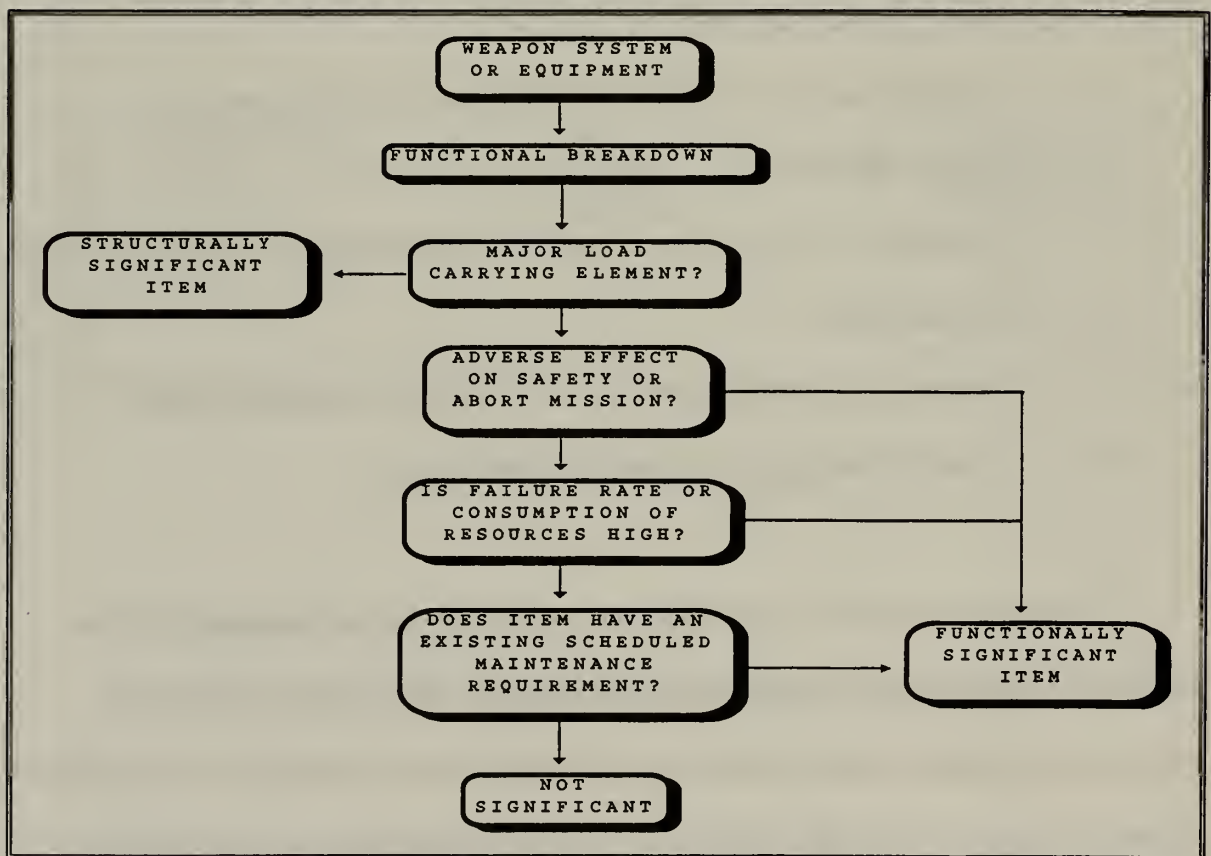 WEAPON SYSTEM
OR EQUIPMENT
FUNCTIONAL BREAKDOWN
STRUCTURALLY
SIGNIFICANT
ITEM
MAJOR LOAD
CARRYING ELEMENT?
ADVERSE EFFECT
ON SAFETY OR
ABORT MISSION?
IS FAILURE RATE OR
CONSUMPTION OF
RESOURCES HIGH?
DOES ITEM HAVE AN
EXISTING SCHEDULED
MAINTENANCE
REQUIREMENT?
FUNCTIONALLY
SIGNIFICANT
ITEM
NOT
SIGNIFICANT